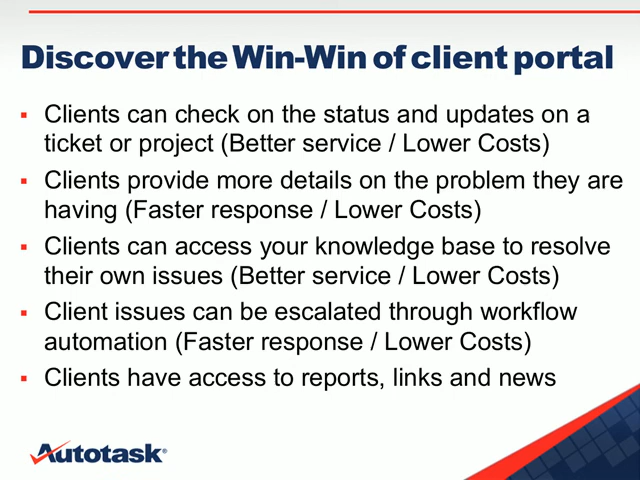 Discover the Win-Win of client portal
▪ Clients can check on the status and updates on a
ticket or project (Better service / Lower Costs)
▪ Clients provide more details on the problem they are
having (Faster response / Lower Costs)
▪ Clients can access your knowledge base to resolve
their own issues (Better service / Lower Costs)
▪ Client issues can be escalated through workflow
automation (Faster response / Lower Costs)
▪ Clients have access to reports, links and news
Autotask®